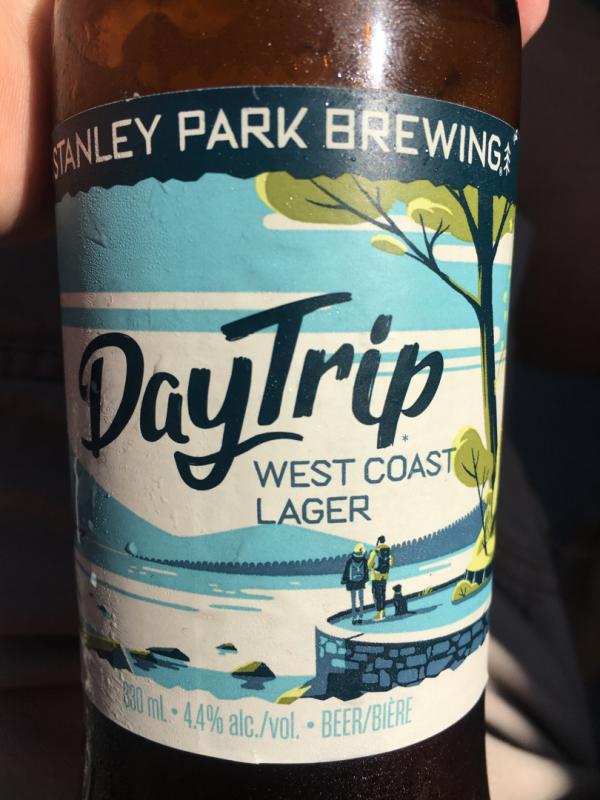 STANLEY PARK BREWING
DayTrip*
WEST COAST
LAGER
330 mL • 4.4% alc./vol. • BEER/BIÈRE